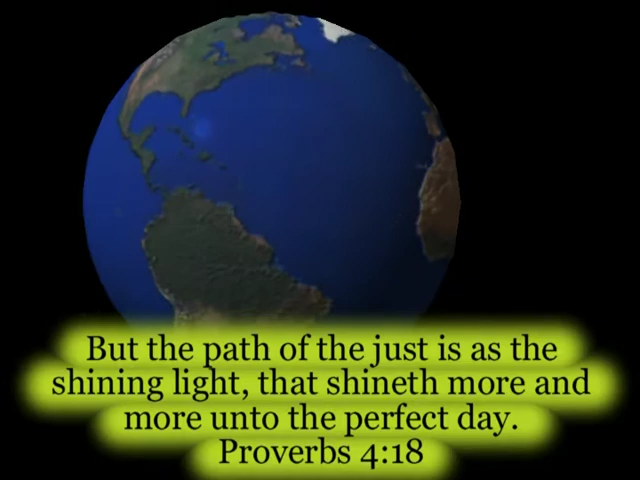 But the path of the just is as the
shining light, that shineth more and
more unto the perfect day.
Proverbs 4:18